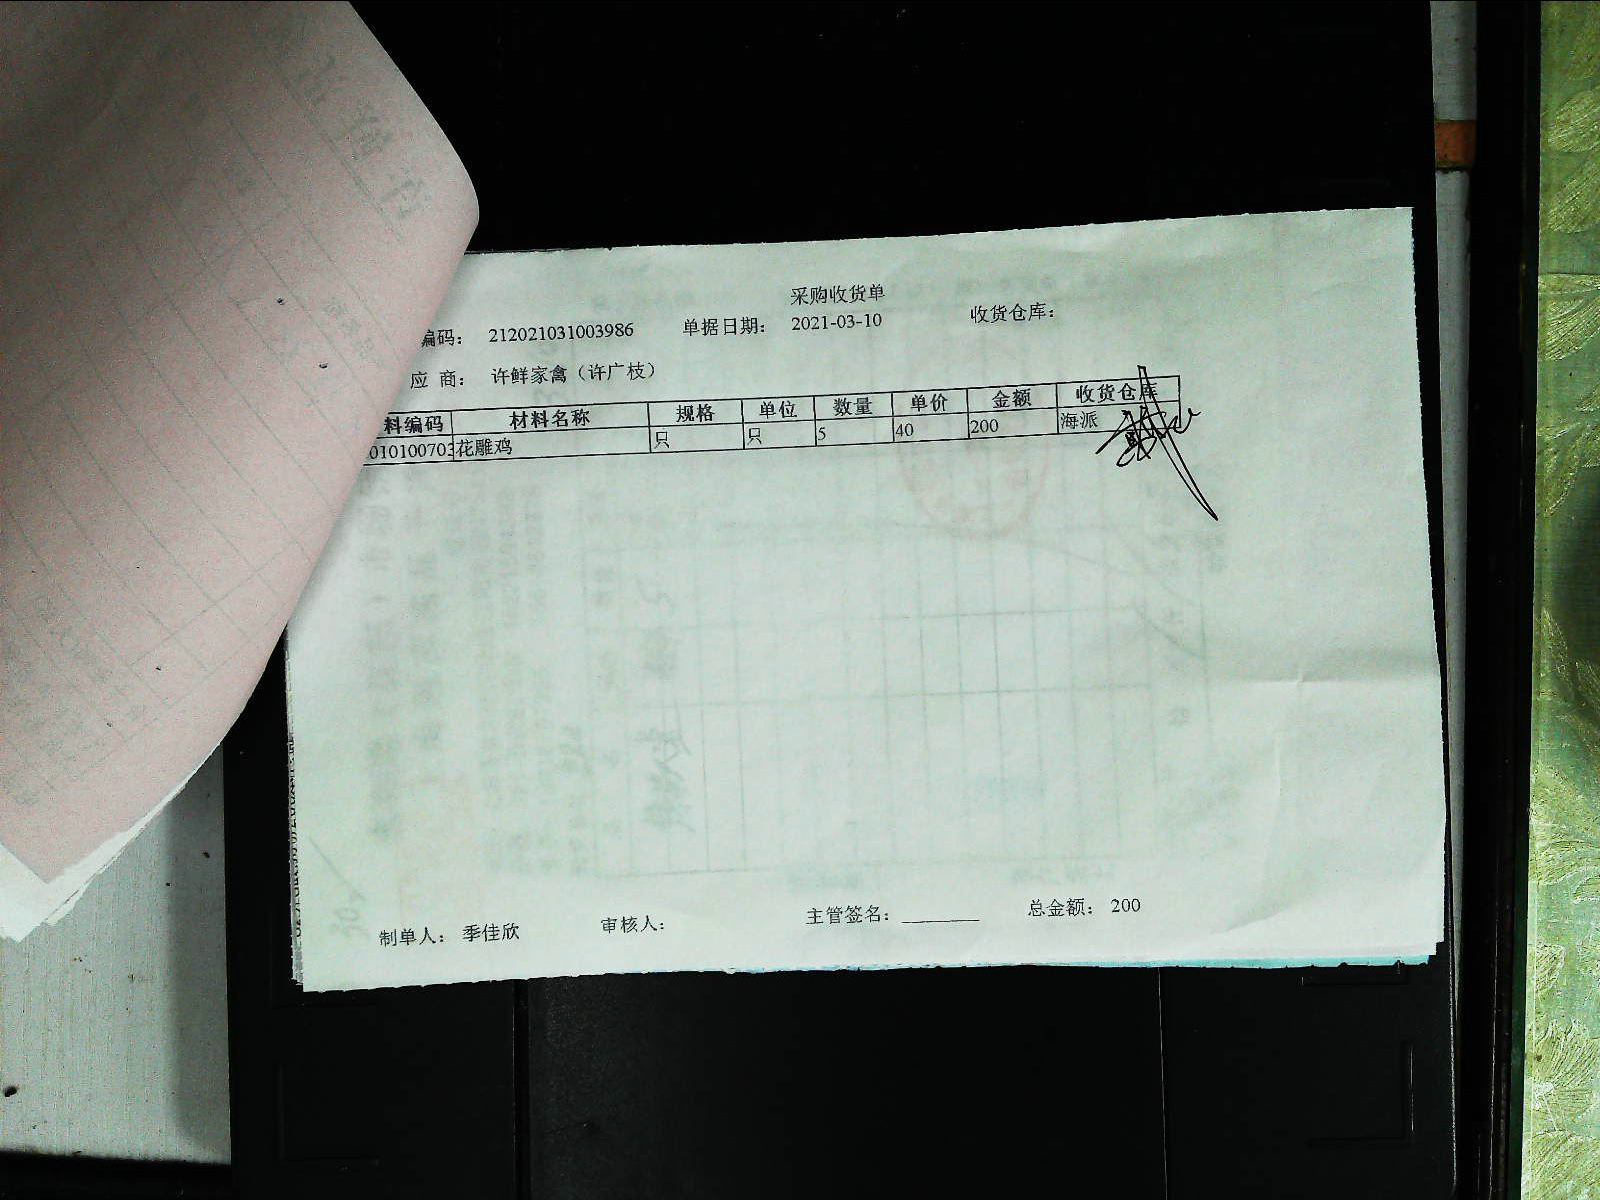 采购收货单
编码： 212021031003986 单据日期： 2021-03-10 收货仓库：
应 商： 许鲜家禽（许广枝）
料编码 材料名称 规格 单位 数量 单价 金额 收货仓库
010100703 花雕鸡 只 只 5 40 200 海派
制单人： 季佳欣 审核人： 主管签名：________ 总金额： 200